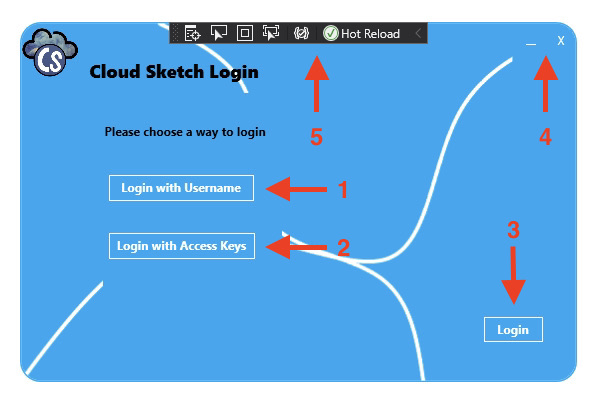 Hot Reload
_ X
CS
Cloud Sketch Login
5
4
Please choose a way to login
Login with Username
1
Login with Access Keys
2
3
Login